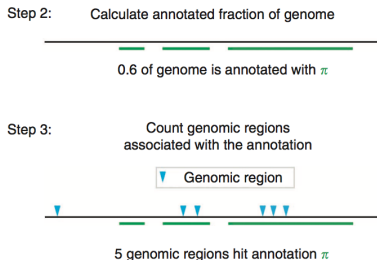 Step 2:
Calculate annotated fraction of genome
0.6 of genome is annotated with π
Step 3:
Count genomic regions
associated with the annotation
Genomic region
5 genomic regions hit annotation π